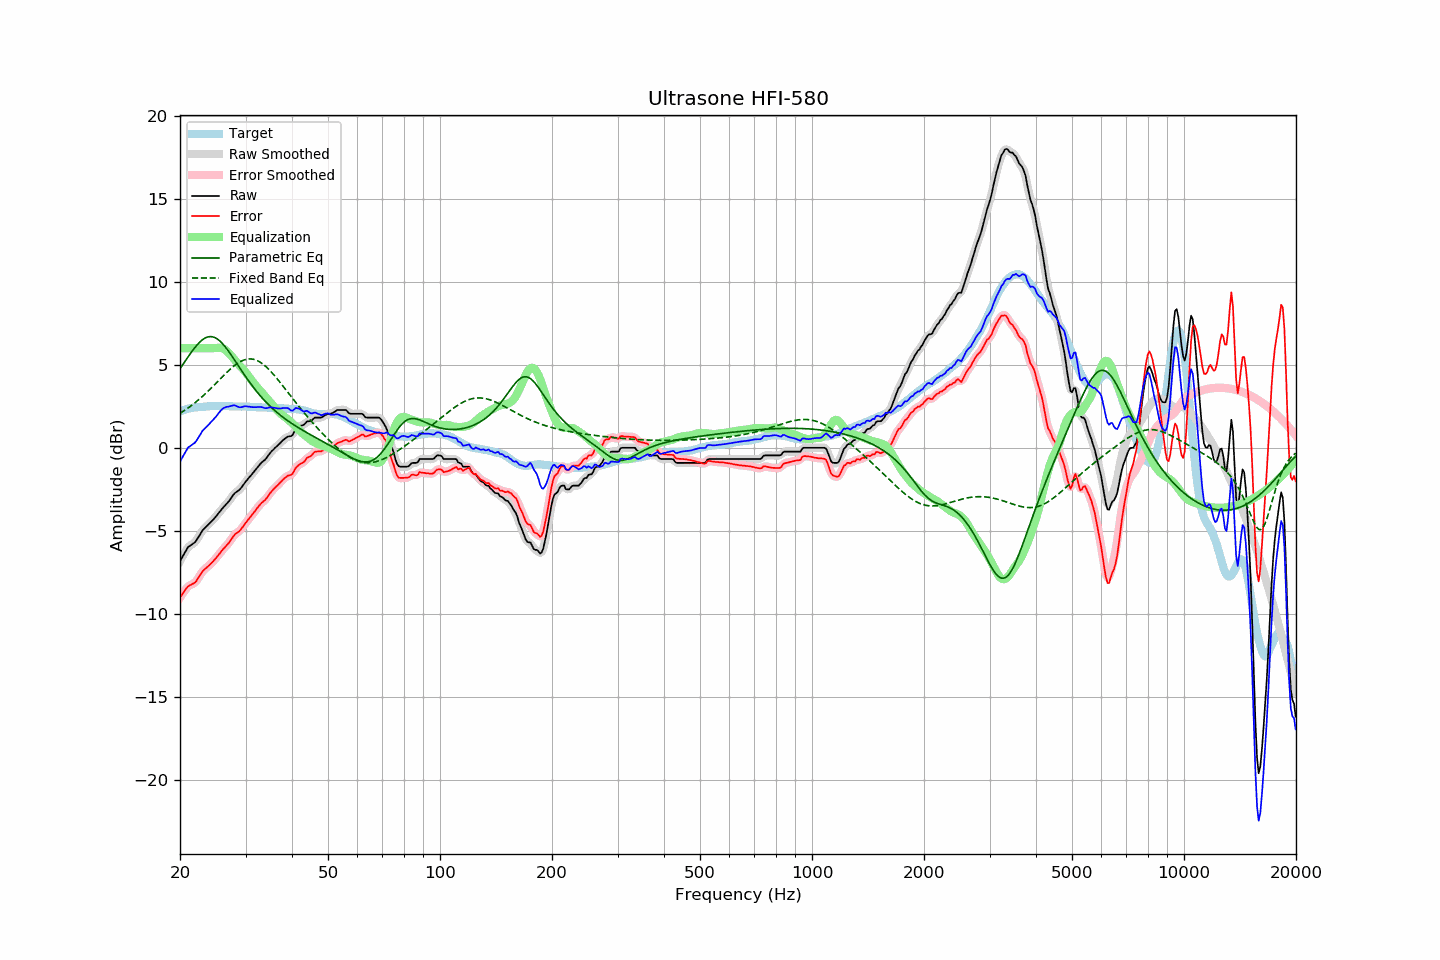 Ultrasone HFI-580
Target
Raw Smoothed
Error Smoothed
Raw
Error
Equalization
Parametric Eq
Fixed Band Eq
Equalized
20
15
10
5
0
−5
−10
−15
−20
Amplitude (dBr)
20
50
100
200
500
1000
2000
5000
10000
20000
Frequency (Hz)